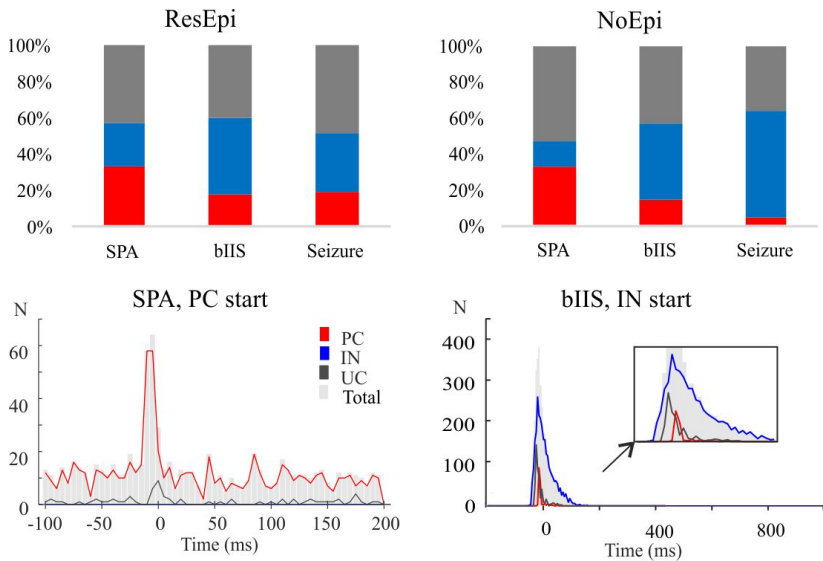 ResEpi
100%
80%
60%
40%
20%
0%
SPA bIIS Seizure
NoEpi
100%
80%
60%
40%
20%
0%
SPA bIIS Seizure
SPA, PC start
N
60
40
20
0
-100 -50 0 50 100 150 200
Time (ms)
PC
IN
UC
Total
bIIS, IN start
N
400
300
200
100
0
0 400 800
Time (ms)